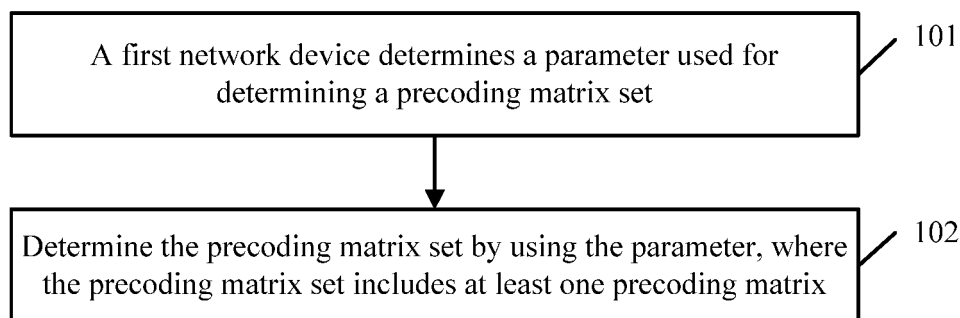 A first network device determines a parameter used for
determining a precoding matrix set
101
Determine the precoding matrix set by using the parameter, where
the precoding matrix set includes at least one precoding matrix
102